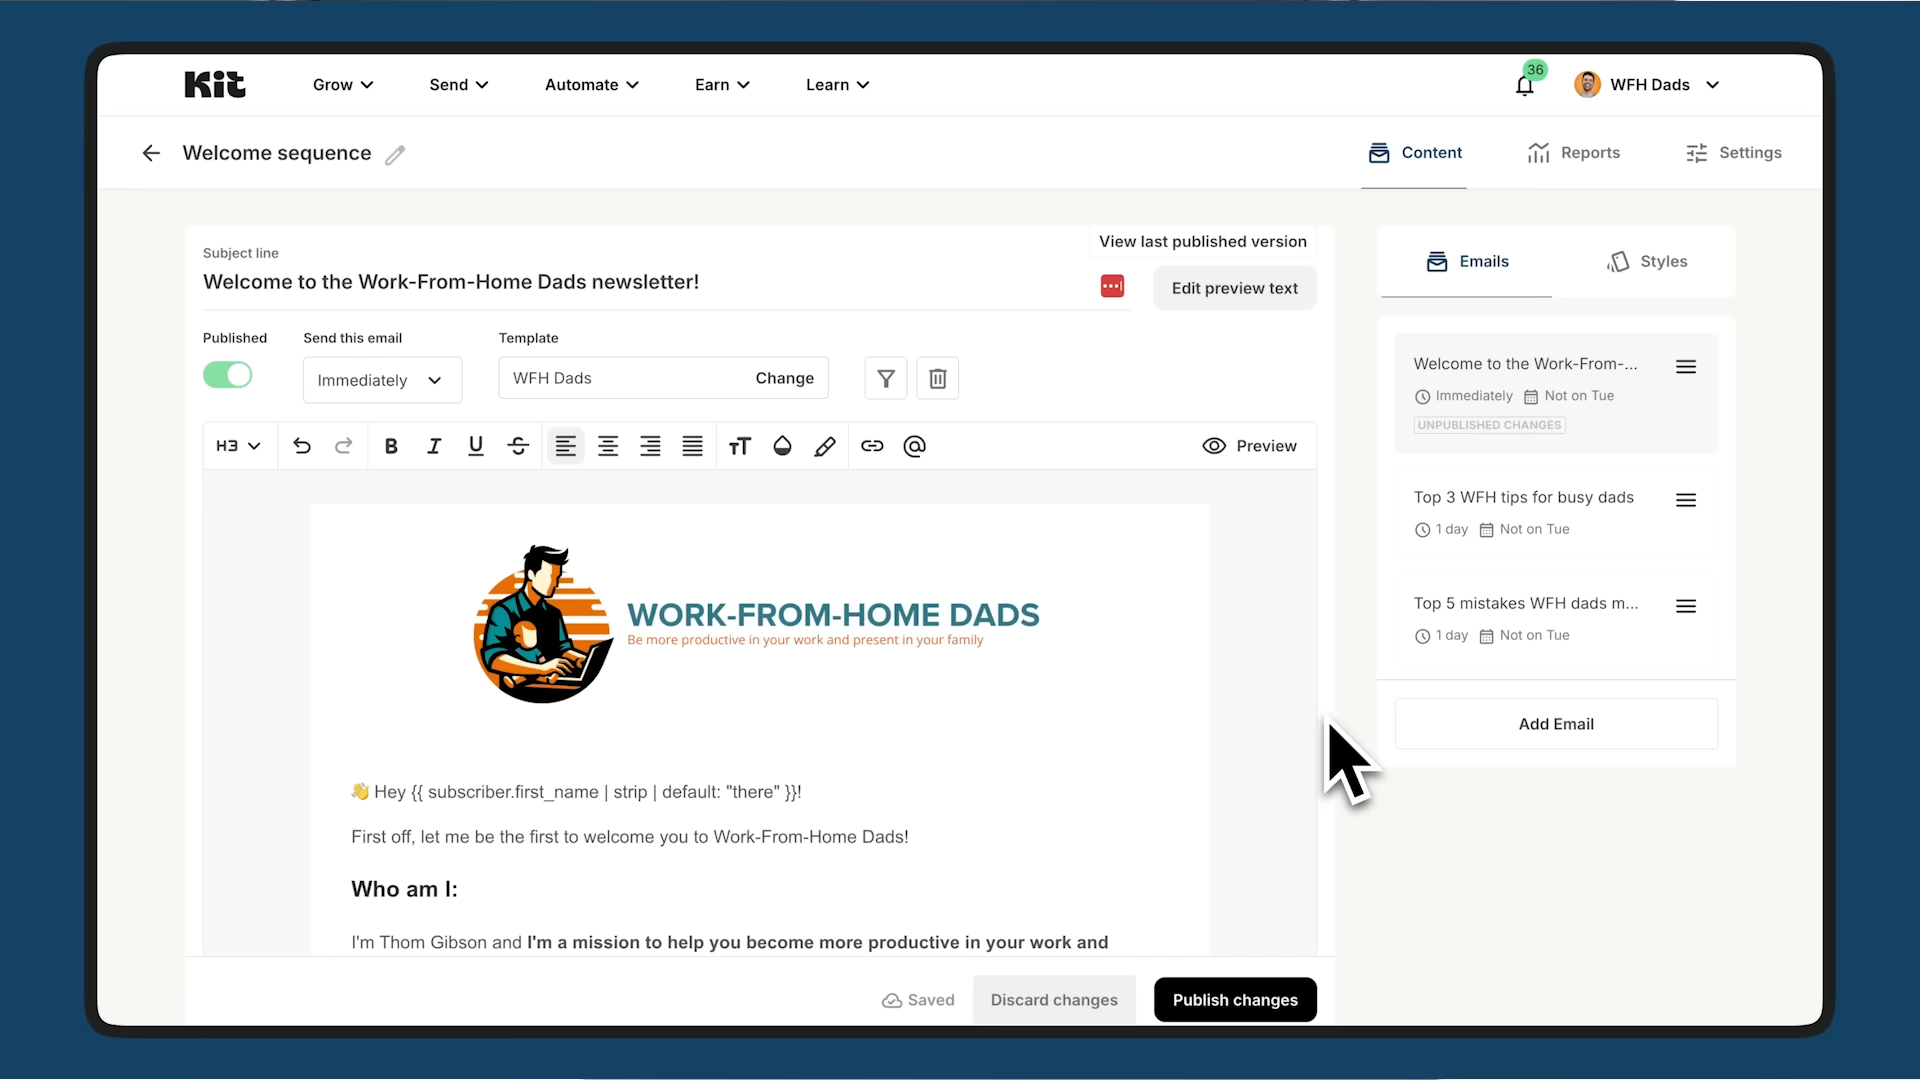 Kit
Grow
Send
Automate
Earn
Learn
36
WFH Dads
Welcome sequence
Content
Reports
Settings
Subject line
View last published version
Welcome to the Work-From-Home Dads newsletter!
Edit preview text
Published
Send this email
Template
Immediately
WFH Dads
Change
H3
B
I
U
S
Preview
WORK-FROM-HOME DADS
Be more productive in your work and present in your family
👋 Hey {{ subscriber.first_name | strip | default: "there" }}!
First off, let me be the first to welcome you to Work-From-Home Dads!
Who am I:
I'm Thom Gibson and I'm a mission to help you become more productive in your work and
Saved
Discard changes
Publish changes
Emails
Styles
Welcome to the Work-From-...
Immediately
Not on Tue
UNPUBLISHED CHANGES
Top 3 WFH tips for busy dads
1 day
Not on Tue
Top 5 mistakes WFH dads m...
1 day
Not on Tue
Add Email